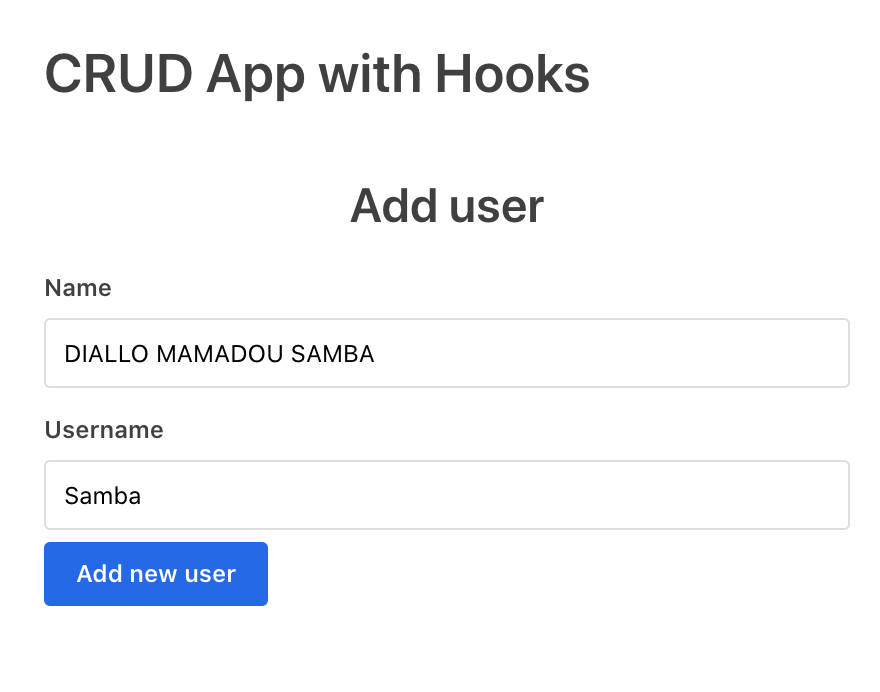 CRUD App with Hooks
Add user
Name
DIALLO MAMADOU SAMBA
Username
Samba
Add new user